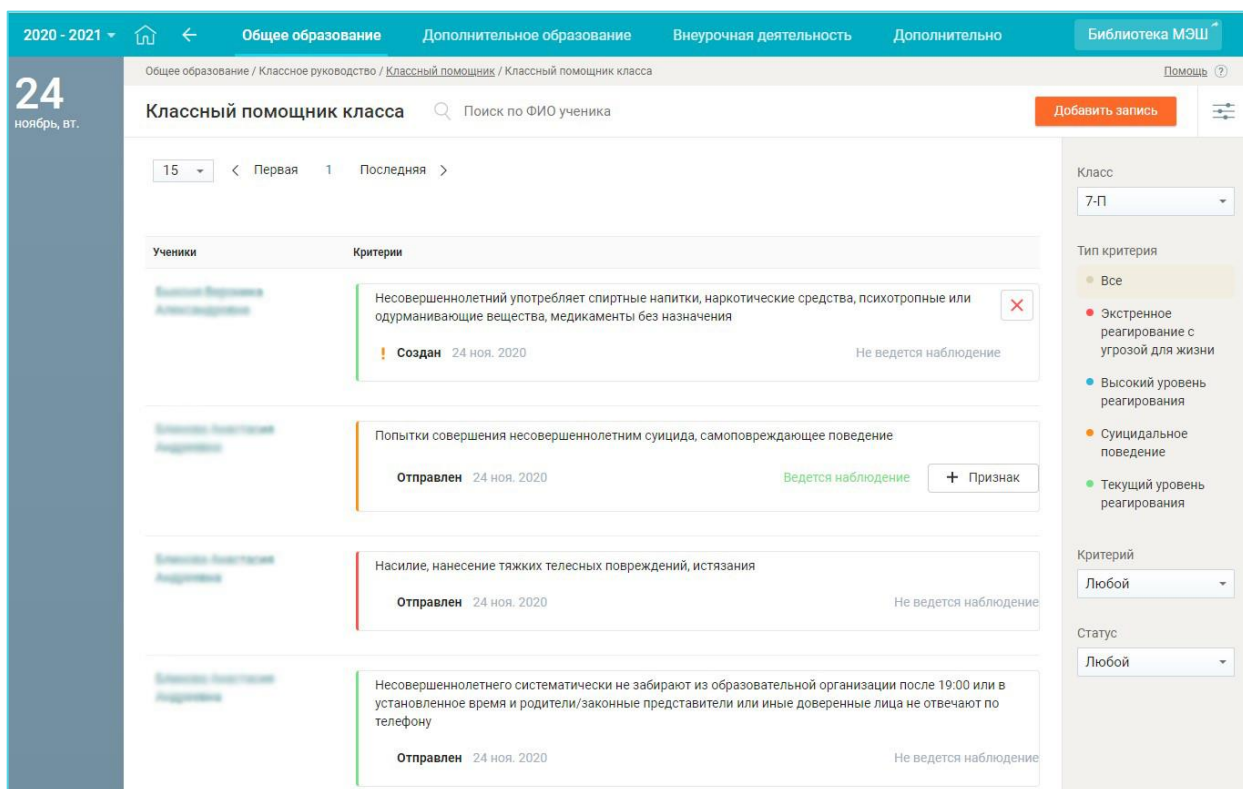 2020 - 2021
Общее образование
Дополнительное образование
Внеурочная деятельность
Дополнительно
Библиотека МЭШ
24
ноябрь, вт.
Общее образование / Классное руководство / Классный помощник / Классный помощник класса
Помощь ?
Классный помощник класса
Поиск по ФИО ученика
Добавить запись
15
Первая 1 Последняя
Ученики
Критерии
Несовершеннолетний употребляет спиртные напитки, наркотические средства, психотропные или
одурманивающие вещества, медикаменты без назначения
! Создан 24 ноя. 2020
Не ведется наблюдение
Попытки совершения несовершеннолетним суицида, самоповреждающее поведение
Отправлен 24 ноя. 2020
Ведется наблюдение
+ Признак
Насилие, нанесение тяжких телесных повреждений, истязания
Отправлен 24 ноя. 2020
Не ведется наблюдение
Несовершеннолетнего систематически не забирают из образовательной организации после 19:00 или в
установленное время и родители/законные представители или иные доверенные лица не отвечают по
телефону
Отправлен 24 ноя. 2020
Не ведется наблюдение
Класс
7-П
Тип критерия
Все
Экстренное
реагирование с
угрозой для жизни
Высокий уровень
реагирования
Суицидальное
поведение
Текущий уровень
реагирования
Критерий
Любой
Статус
Любой